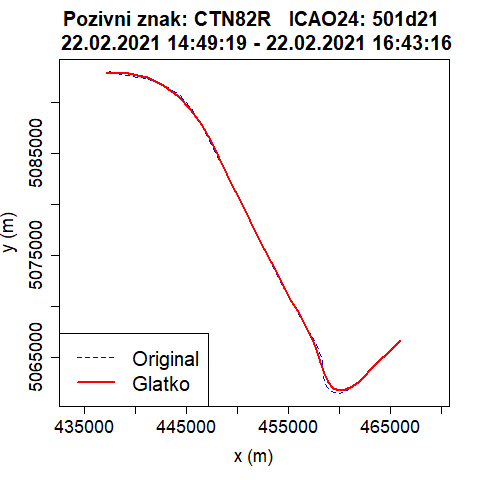 Pozivni znak: CTN82R   ICAO24: 501d21
22.02.2021 14:49:19 - 22.02.2021 16:43:16
5085000
5075000
5065000
y (m)
Original
Glatko
435000
445000
455000
465000
x (m)